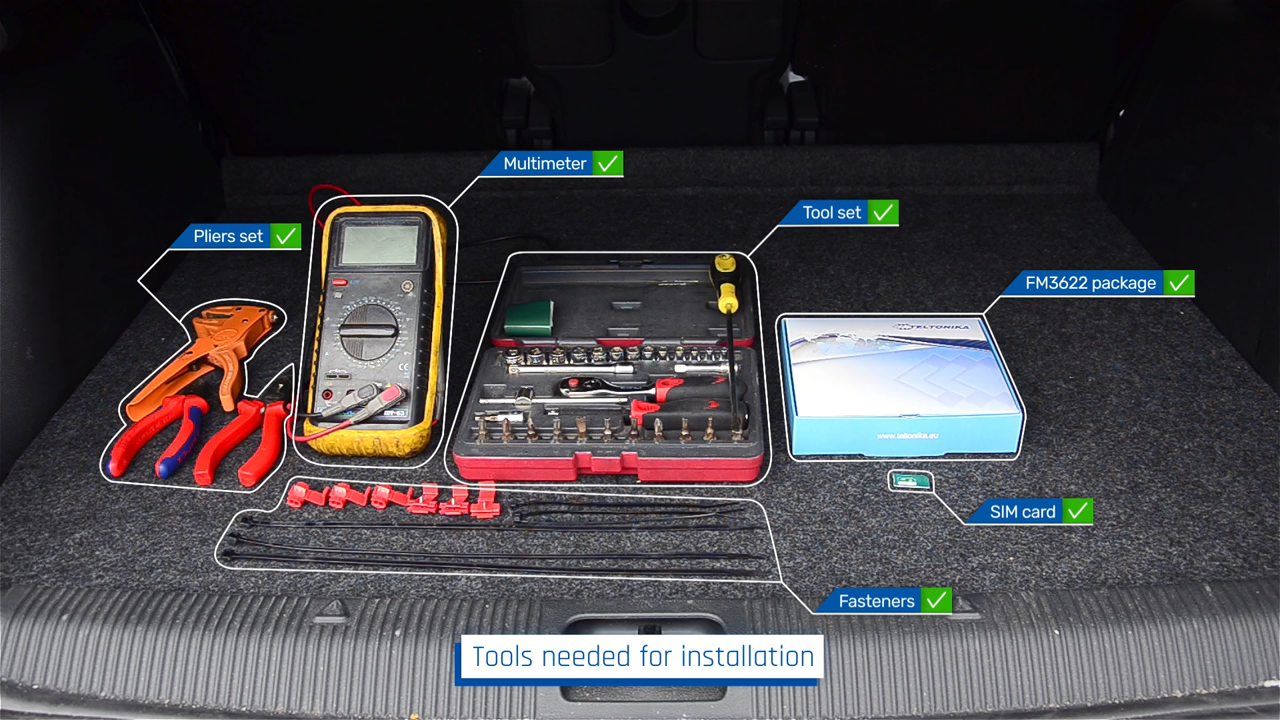 Multimeter
Tool set
Pliers set
FM3622 package
TELTONIKA
www.teltonika.eu
SIM card
Fasteners
Tools needed for installation